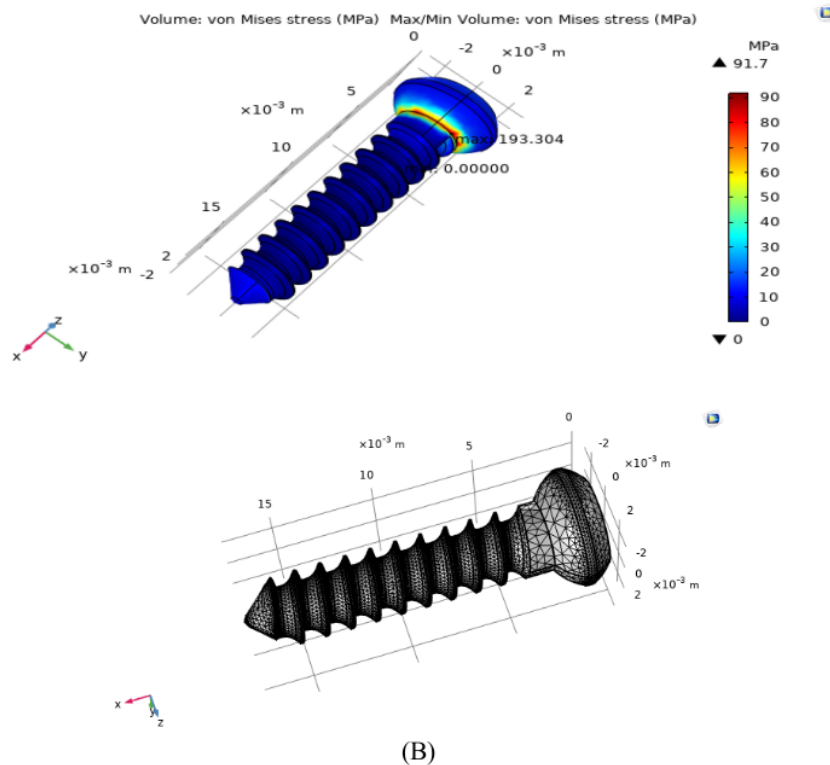 Volume: von Mises stress (MPa) Max/Min Volume: von Mises stress (MPa)
0
-2
×10⁻³ m
0
2
5
×10⁻³ m
10
15
2
×10⁻³ m
-2
max: 193.304
0.00000
MPa
▲ 91.7
90
80
70
60
50
40
30
20
10
0
▼ 0
z
x
y
0
-2
×10⁻³ m
5
×10⁻³ m
0
10
2
15
-2
0
×10⁻³ m
2
x
y
z
(B)